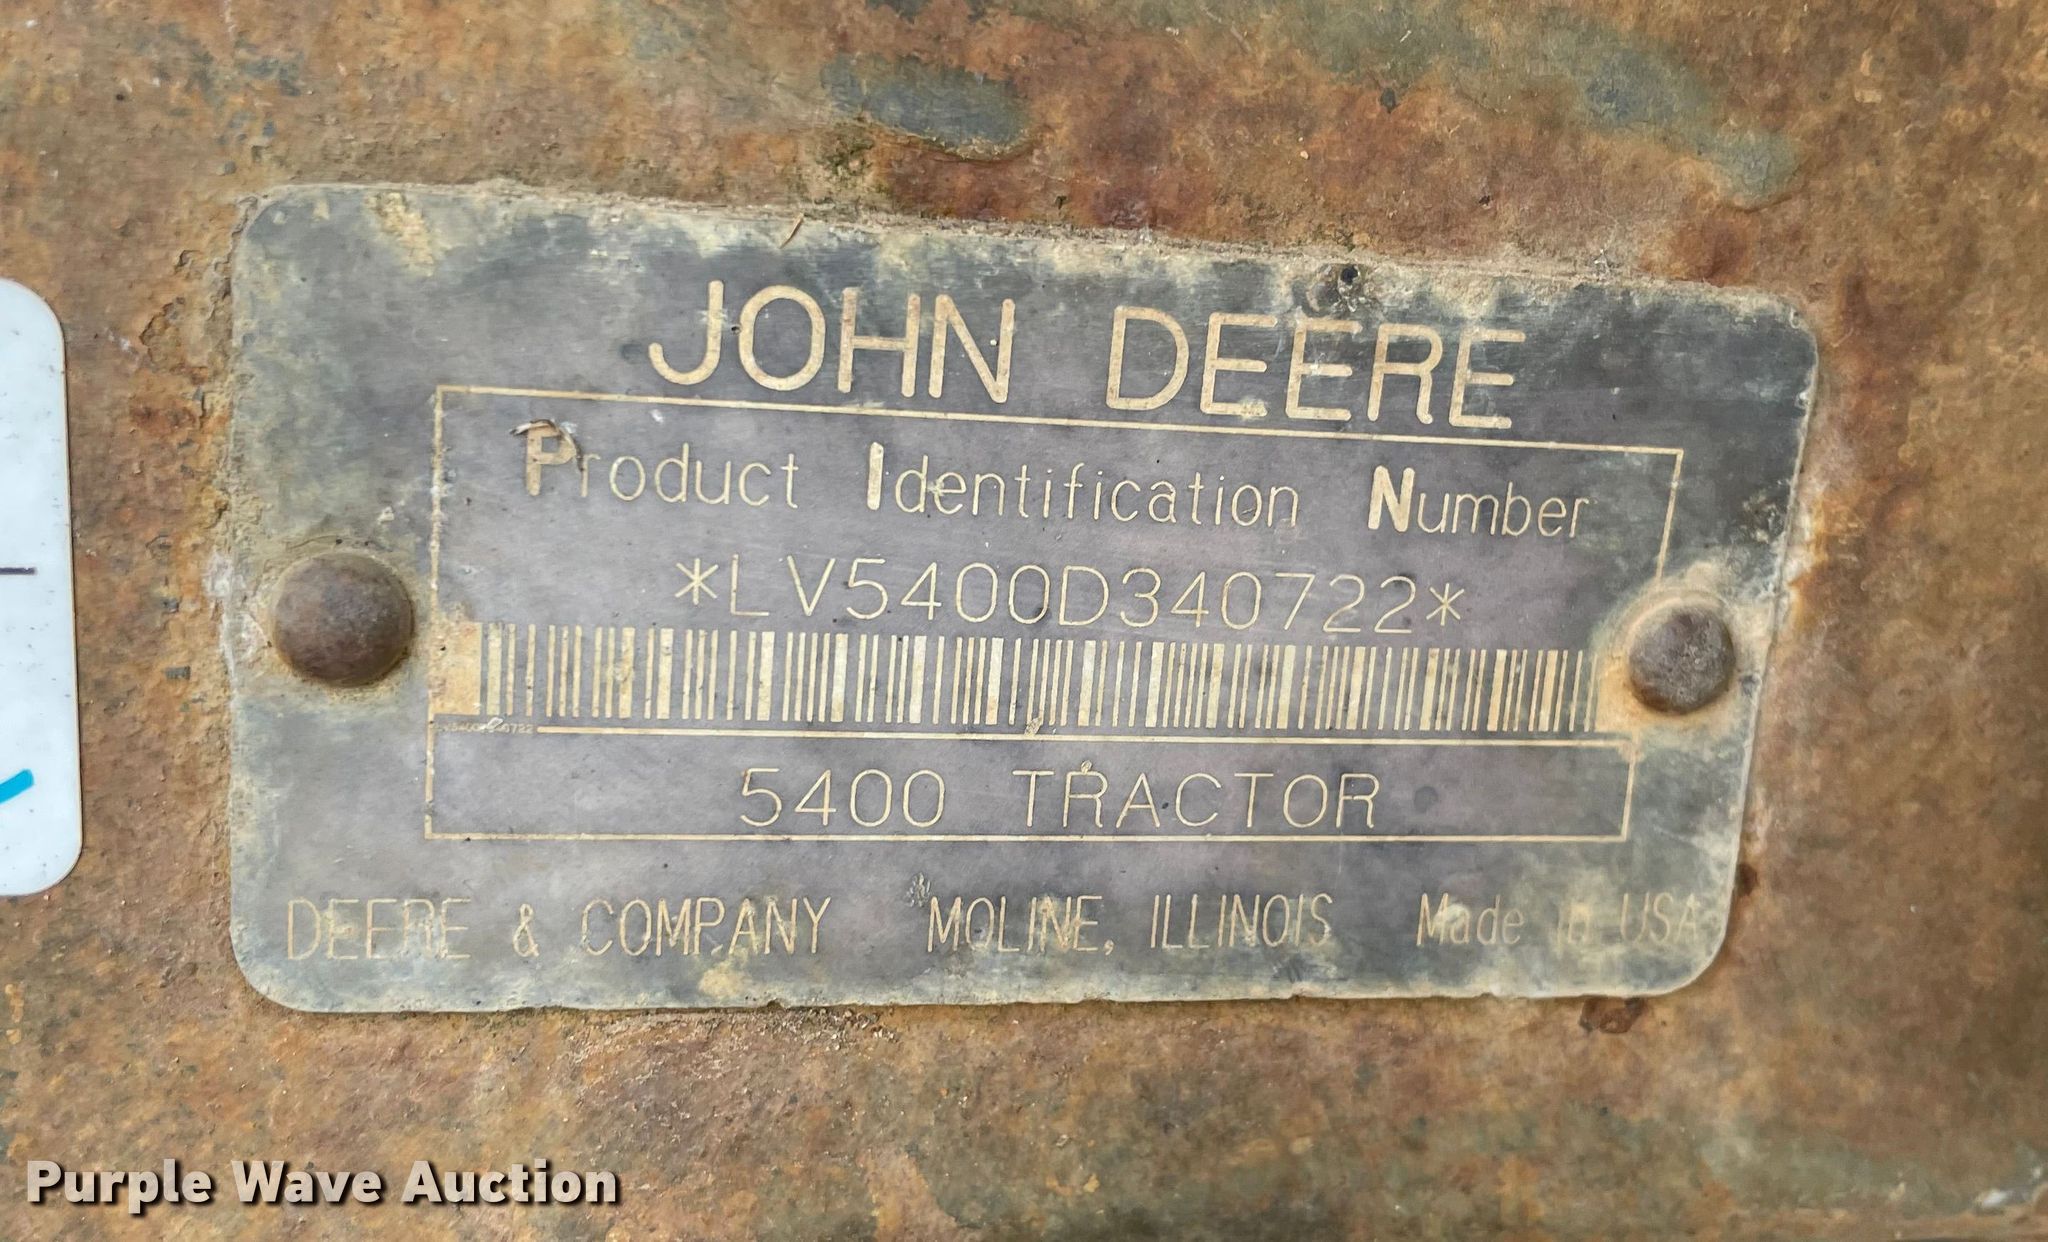 JOHN DEERE
Product Identification Number
*LV5400D340722*
5400 TRACTOR
DEERE & COMPANY MOLINE, ILLINOIS Made in USA
Purple Wave Auction